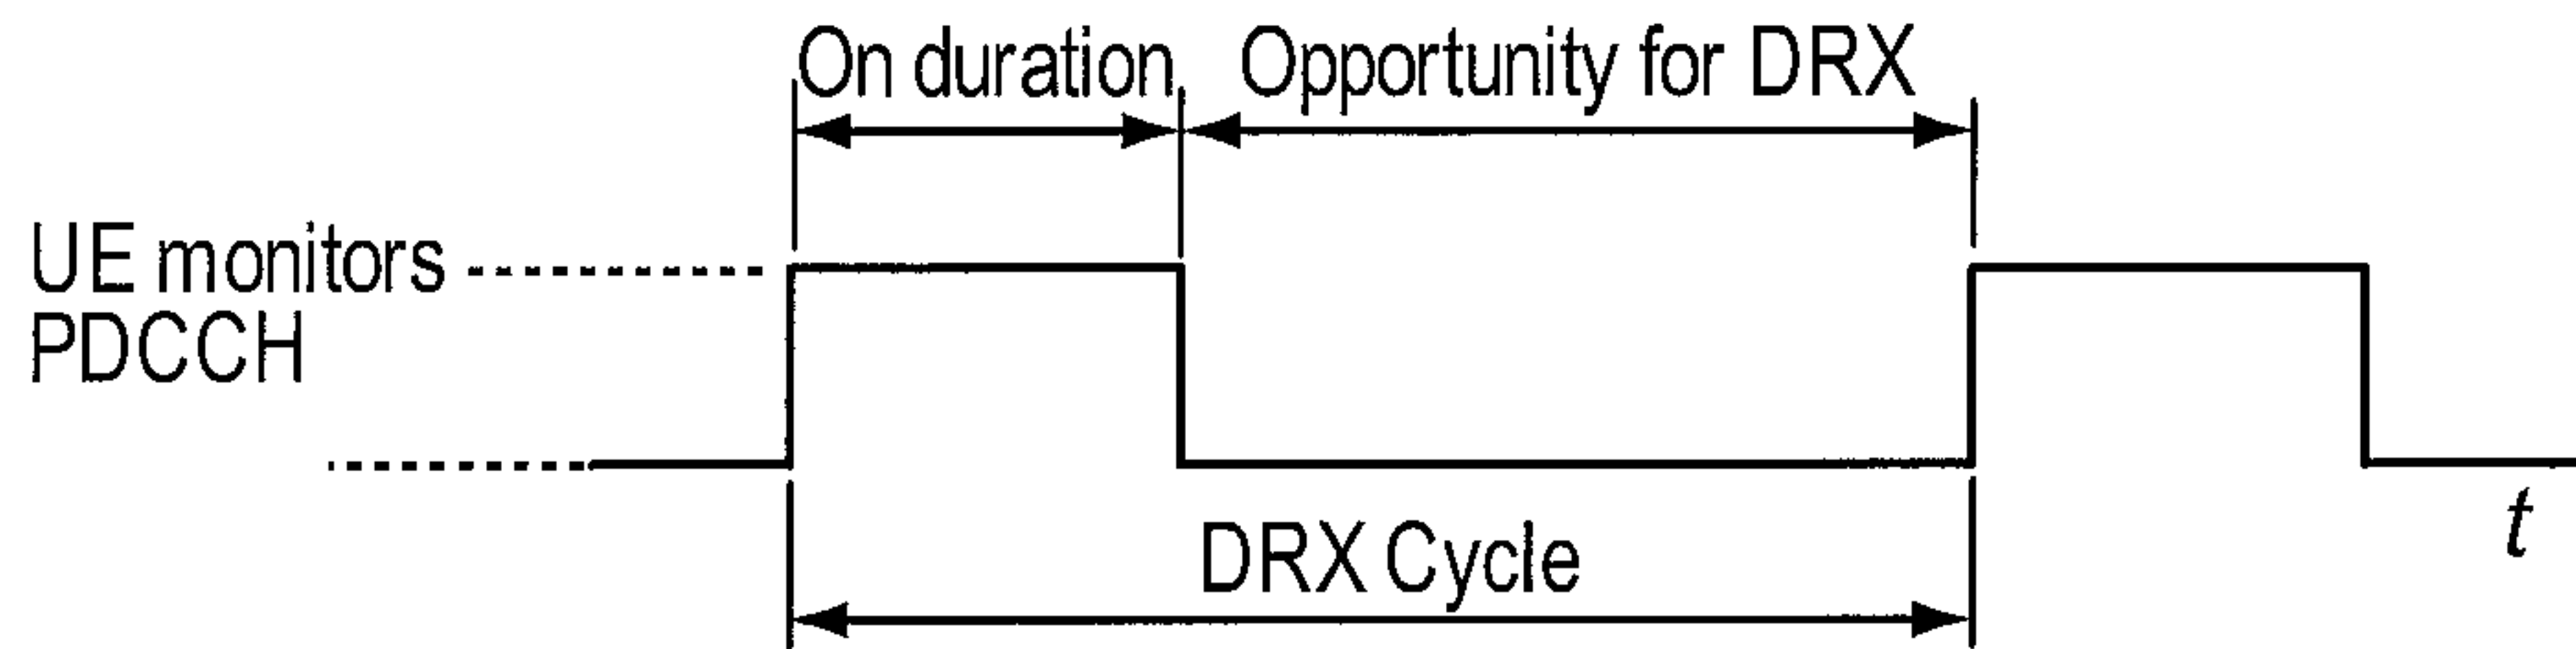 On duration
Opportunity for DRX
UE monitors
PDCCH
t
DRX Cycle